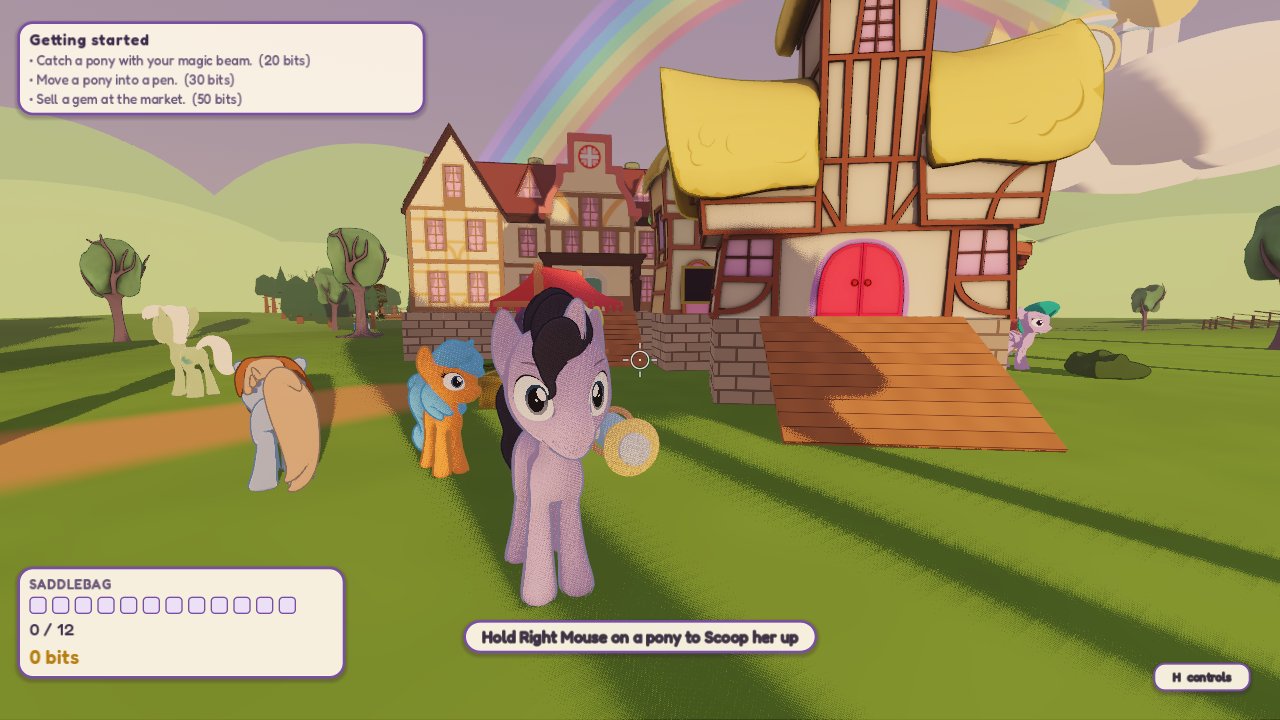 Getting started
• Catch a pony with your magic beam. (20 bits)
• Move a pony into a pen. (30 bits)
• Sell a gem at the market. (50 bits)
SADDLEBAG
0 / 12
0 bits
Hold Right Mouse on a pony to Scoop her up
H controls